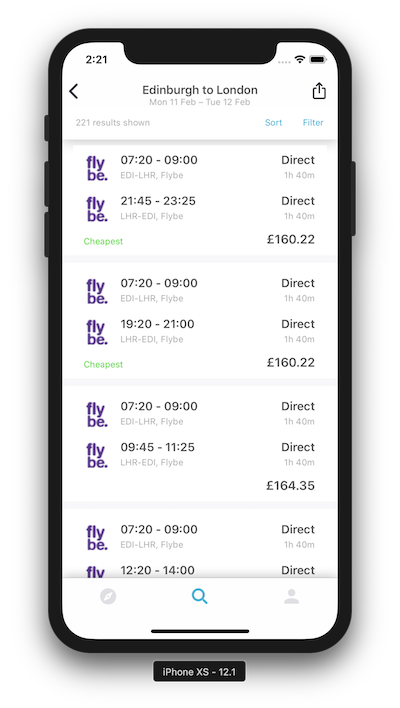 2:21
Edinburgh to London
Mon 11 Feb – Tue 12 Feb
221 results shown Sort Filter
fly be. 07:20 - 09:00 Direct
EDI-LHR, Flybe 1h 40m
fly be. 21:45 - 23:25 Direct
LHR-EDI, Flybe 1h 40m
Cheapest £160.22
fly be. 07:20 - 09:00 Direct
EDI-LHR, Flybe 1h 40m
fly be. 19:20 - 21:00 Direct
LHR-EDI, Flybe 1h 40m
Cheapest £160.22
fly be. 07:20 - 09:00 Direct
EDI-LHR, Flybe 1h 40m
fly be. 09:45 - 11:25 Direct
LHR-EDI, Flybe 1h 40m
£164.35
fly be. 07:20 - 09:00 Direct
EDI-LHR, Flybe 1h 40m
fly 12:20 - 14:00 Direct
iPhone XS - 12.1